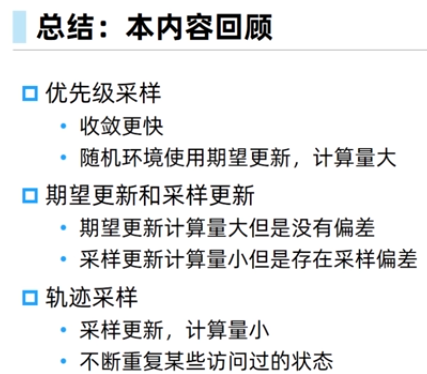 总结：本内容回顾
优先级采样
• 收敛更快
• 随机环境使用期望更新，计算量大
期望更新和采样更新
• 期望更新计算量大但是没有偏差
• 采样更新计算量小但是存在采样偏差
轨迹采样
• 采样更新，计算量小
• 不断重复某些访问过的状态